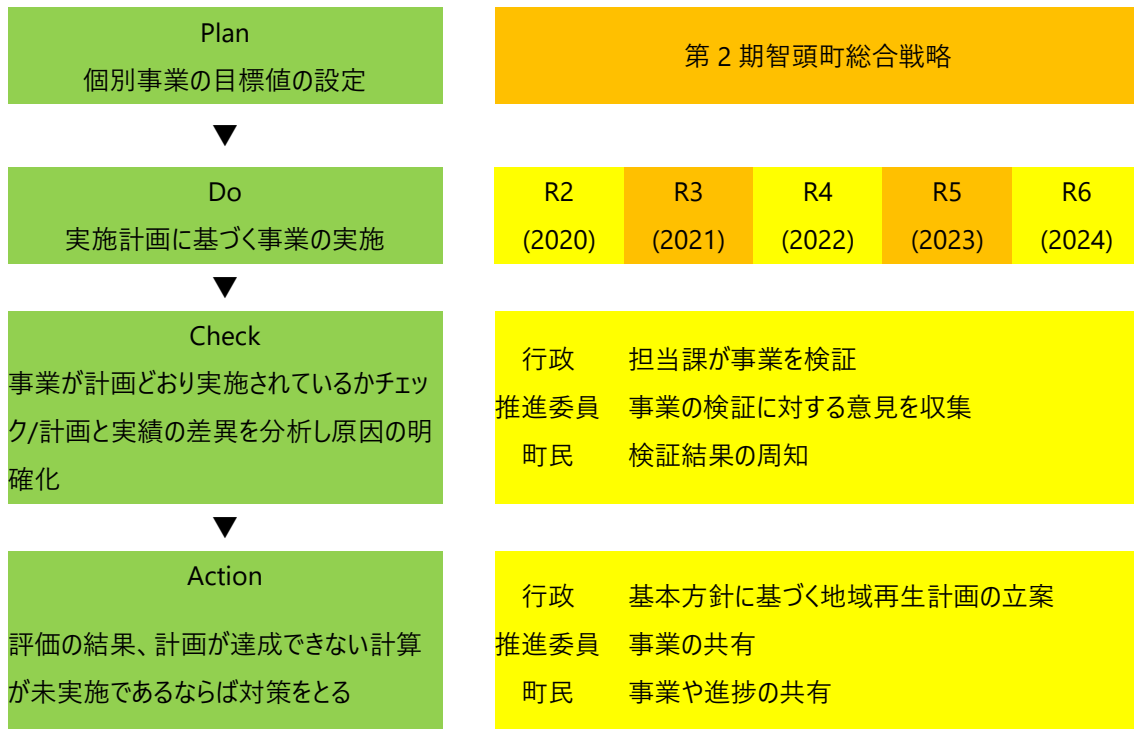 Plan
個別事業の目標値の設定
第 2 期智頭町総合戦略
▼
Do
実施計画に基づく事業の実施
R2
(2020)
R3
(2021)
R4
(2022)
R5
(2023)
R6
(2024)
▼
Check
事業が計画どおり実施されているかチェッ
ク/計画と実績の差異を分析し原因の明
確化
行政 担当課が事業を検証
推進委員 事業の検証に対する意見を収集
町民 検証結果の周知
▼
Action
評価の結果、計画が達成できない計算
が未実施であるならば対策をとる
行政 基本方針に基づく地域再生計画の立案
推進委員 事業の共有
町民 事業や進捗の共有